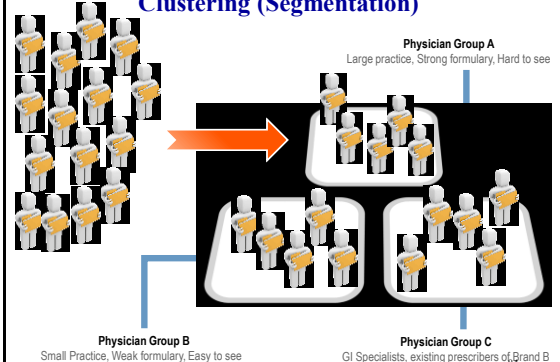 Clustering (Segmentation)
Physician Group A
Large practice, Strong formulary, Hard to see
Physician Group B
Small Practice, Weak formulary, Easy to see
Physician Group C
GI Specialists, existing prescribers of Brand B